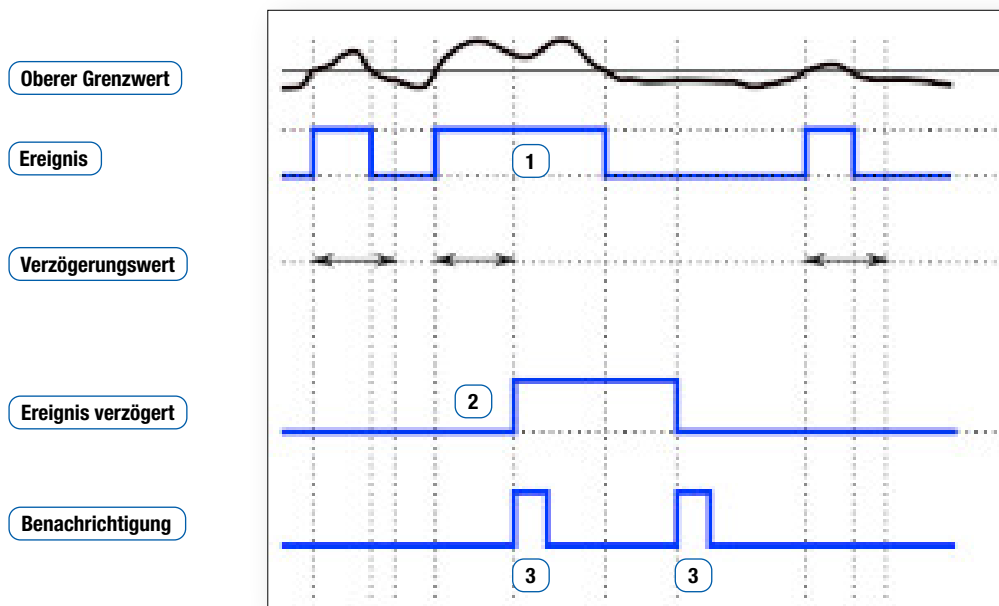 Oberer Grenzwert
Ereignis
1
Verzögerungswert
Ereignis verzögert
2
Benachrichtigung
3
3